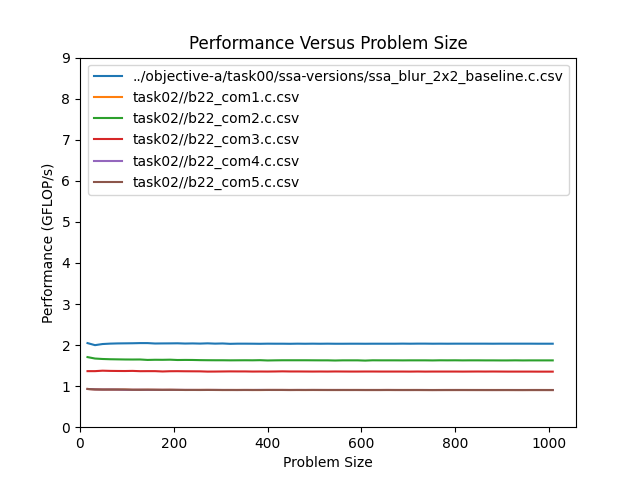 Performance Versus Problem Size
../objective-a/task00/ssa-versions/ssa_blur_2x2_baseline.c.csv
task02//b22_com1.c.csv
task02//b22_com2.c.csv
task02//b22_com3.c.csv
task02//b22_com4.c.csv
task02//b22_com5.c.csv
Performance (GFLOP/s)
9
8
7
6
5
4
3
2
1
0
0 200 400 600 800 1000
Problem Size